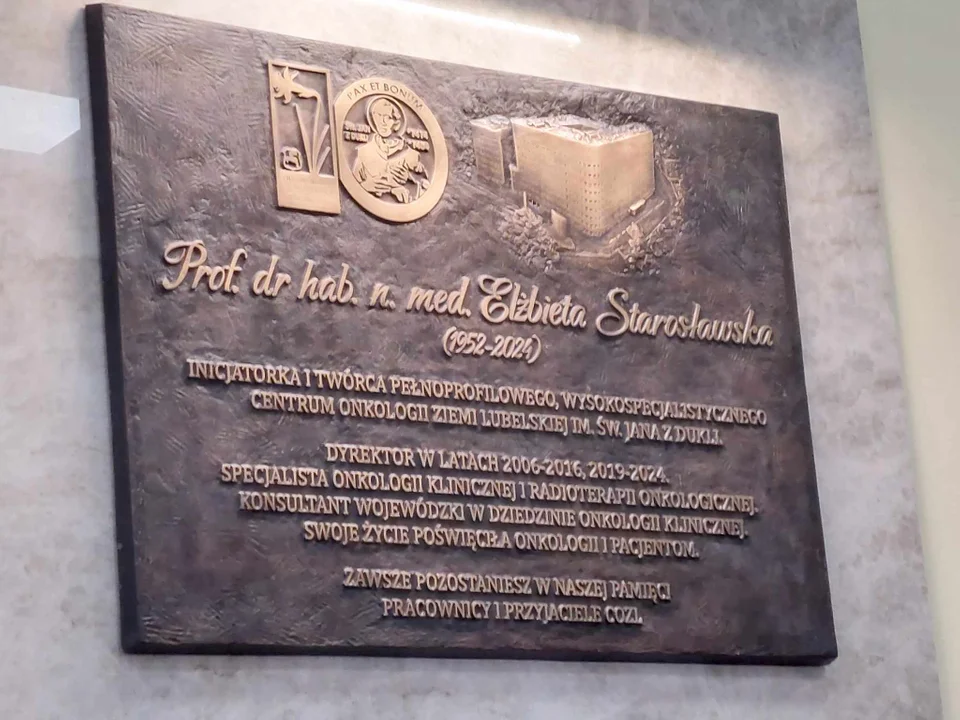 PAX ET BONUM
Prof. dr hab. n. med. Elżbieta Starosławska
(1952-2024)
INICJATORKA I TWÓRCA PEŁNOPROFILOWEGO, WYSOKOSPECJALISTYCZNEGO
CENTRUM ONKOLOGII ZIEMI LUBELSKIEJ IM. ŚW. JANA Z DUKLI.
DYREKTOR W LATACH 2006-2016, 2019-2024.
SPECJALISTA ONKOLOGII KLINICZNEJ I RADIOTERAPII ONKOLOGICZNEJ.
KONSULTANT WOJEWÓDZKI W DZIEDZINIE ONKOLOGII KLINICZNEJ.
SWOJE ŻYCIE POŚWIĘCIŁA ONKOLOGII I PACJENTOM.
ZAWSZE POZOSTANIESZ W NASZEJ PAMIĘCI
PRACOWNICY I PRZYJACIELE COZL